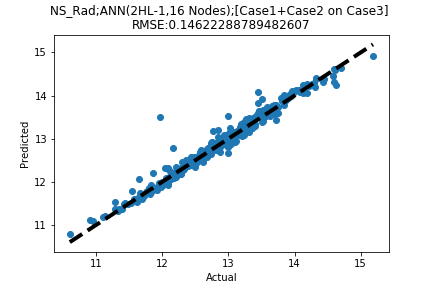 NS_Rad;ANN(2HL-1,16 Nodes);[Case1+Case2 on Case3]
RMSE:0.14622288789482607
15
14
13
12
11
Predicted
11
12
13
14
15
Actual